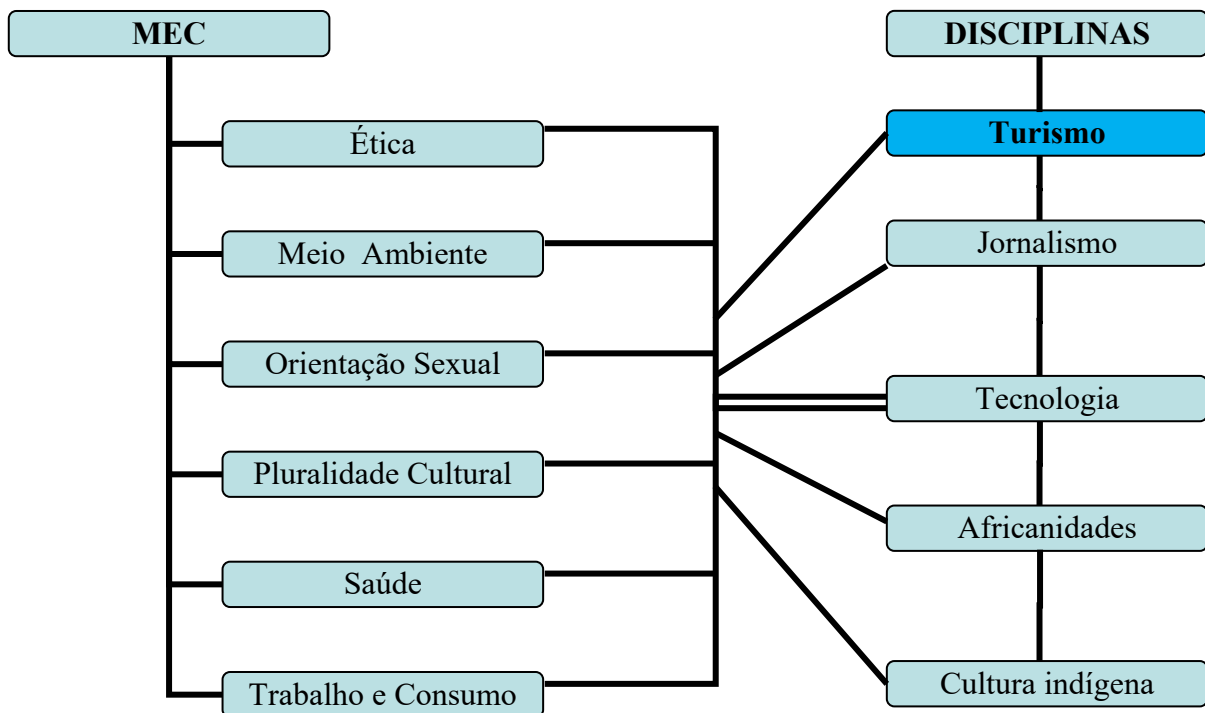 MEC
Ética
Meio Ambiente
Orientação Sexual
Pluralidade Cultural
Saúde
Trabalho e Consumo
DISCIPLINAS
Turismo
Jornalismo
Tecnologia
Africanidades
Cultura indígena